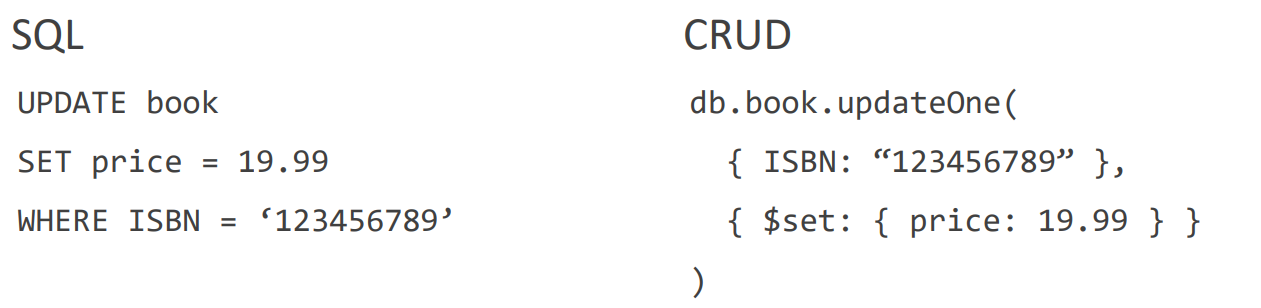 SQL
UPDATE book
SET price = 19.99
WHERE ISBN = ‘123456789’
CRUD
db.book.updateOne(
{ ISBN: “123456789” },
{ $set: { price: 19.99 } }
)